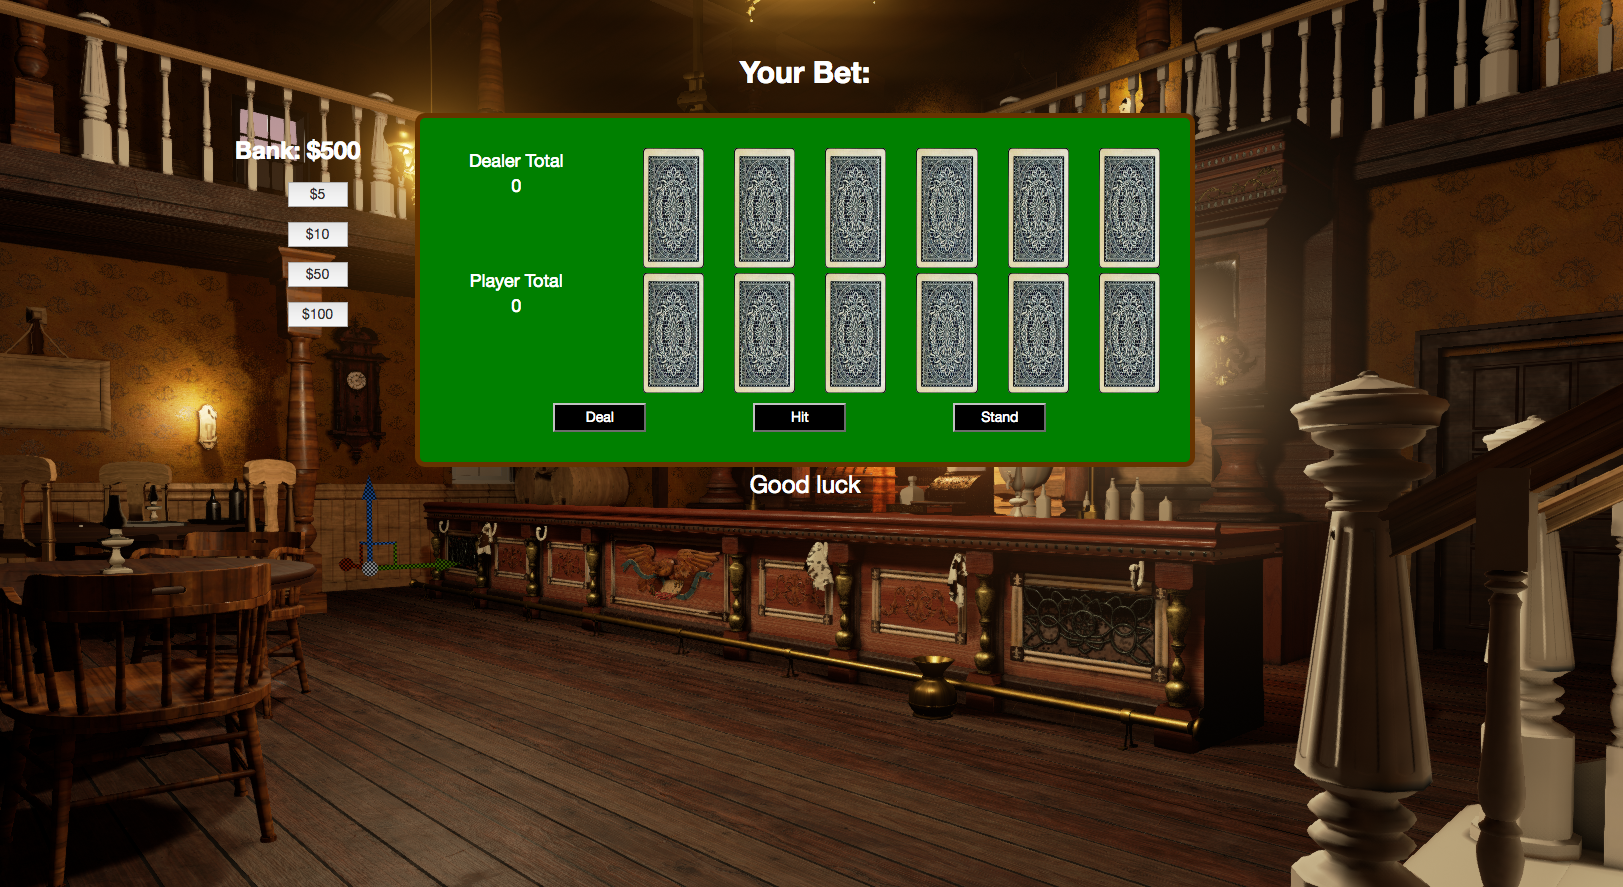 Your Bet:
Bank: $500
$5
$10
$50
$100
Dealer Total
0
Player Total
0
Deal
Hit
Stand
Good luck